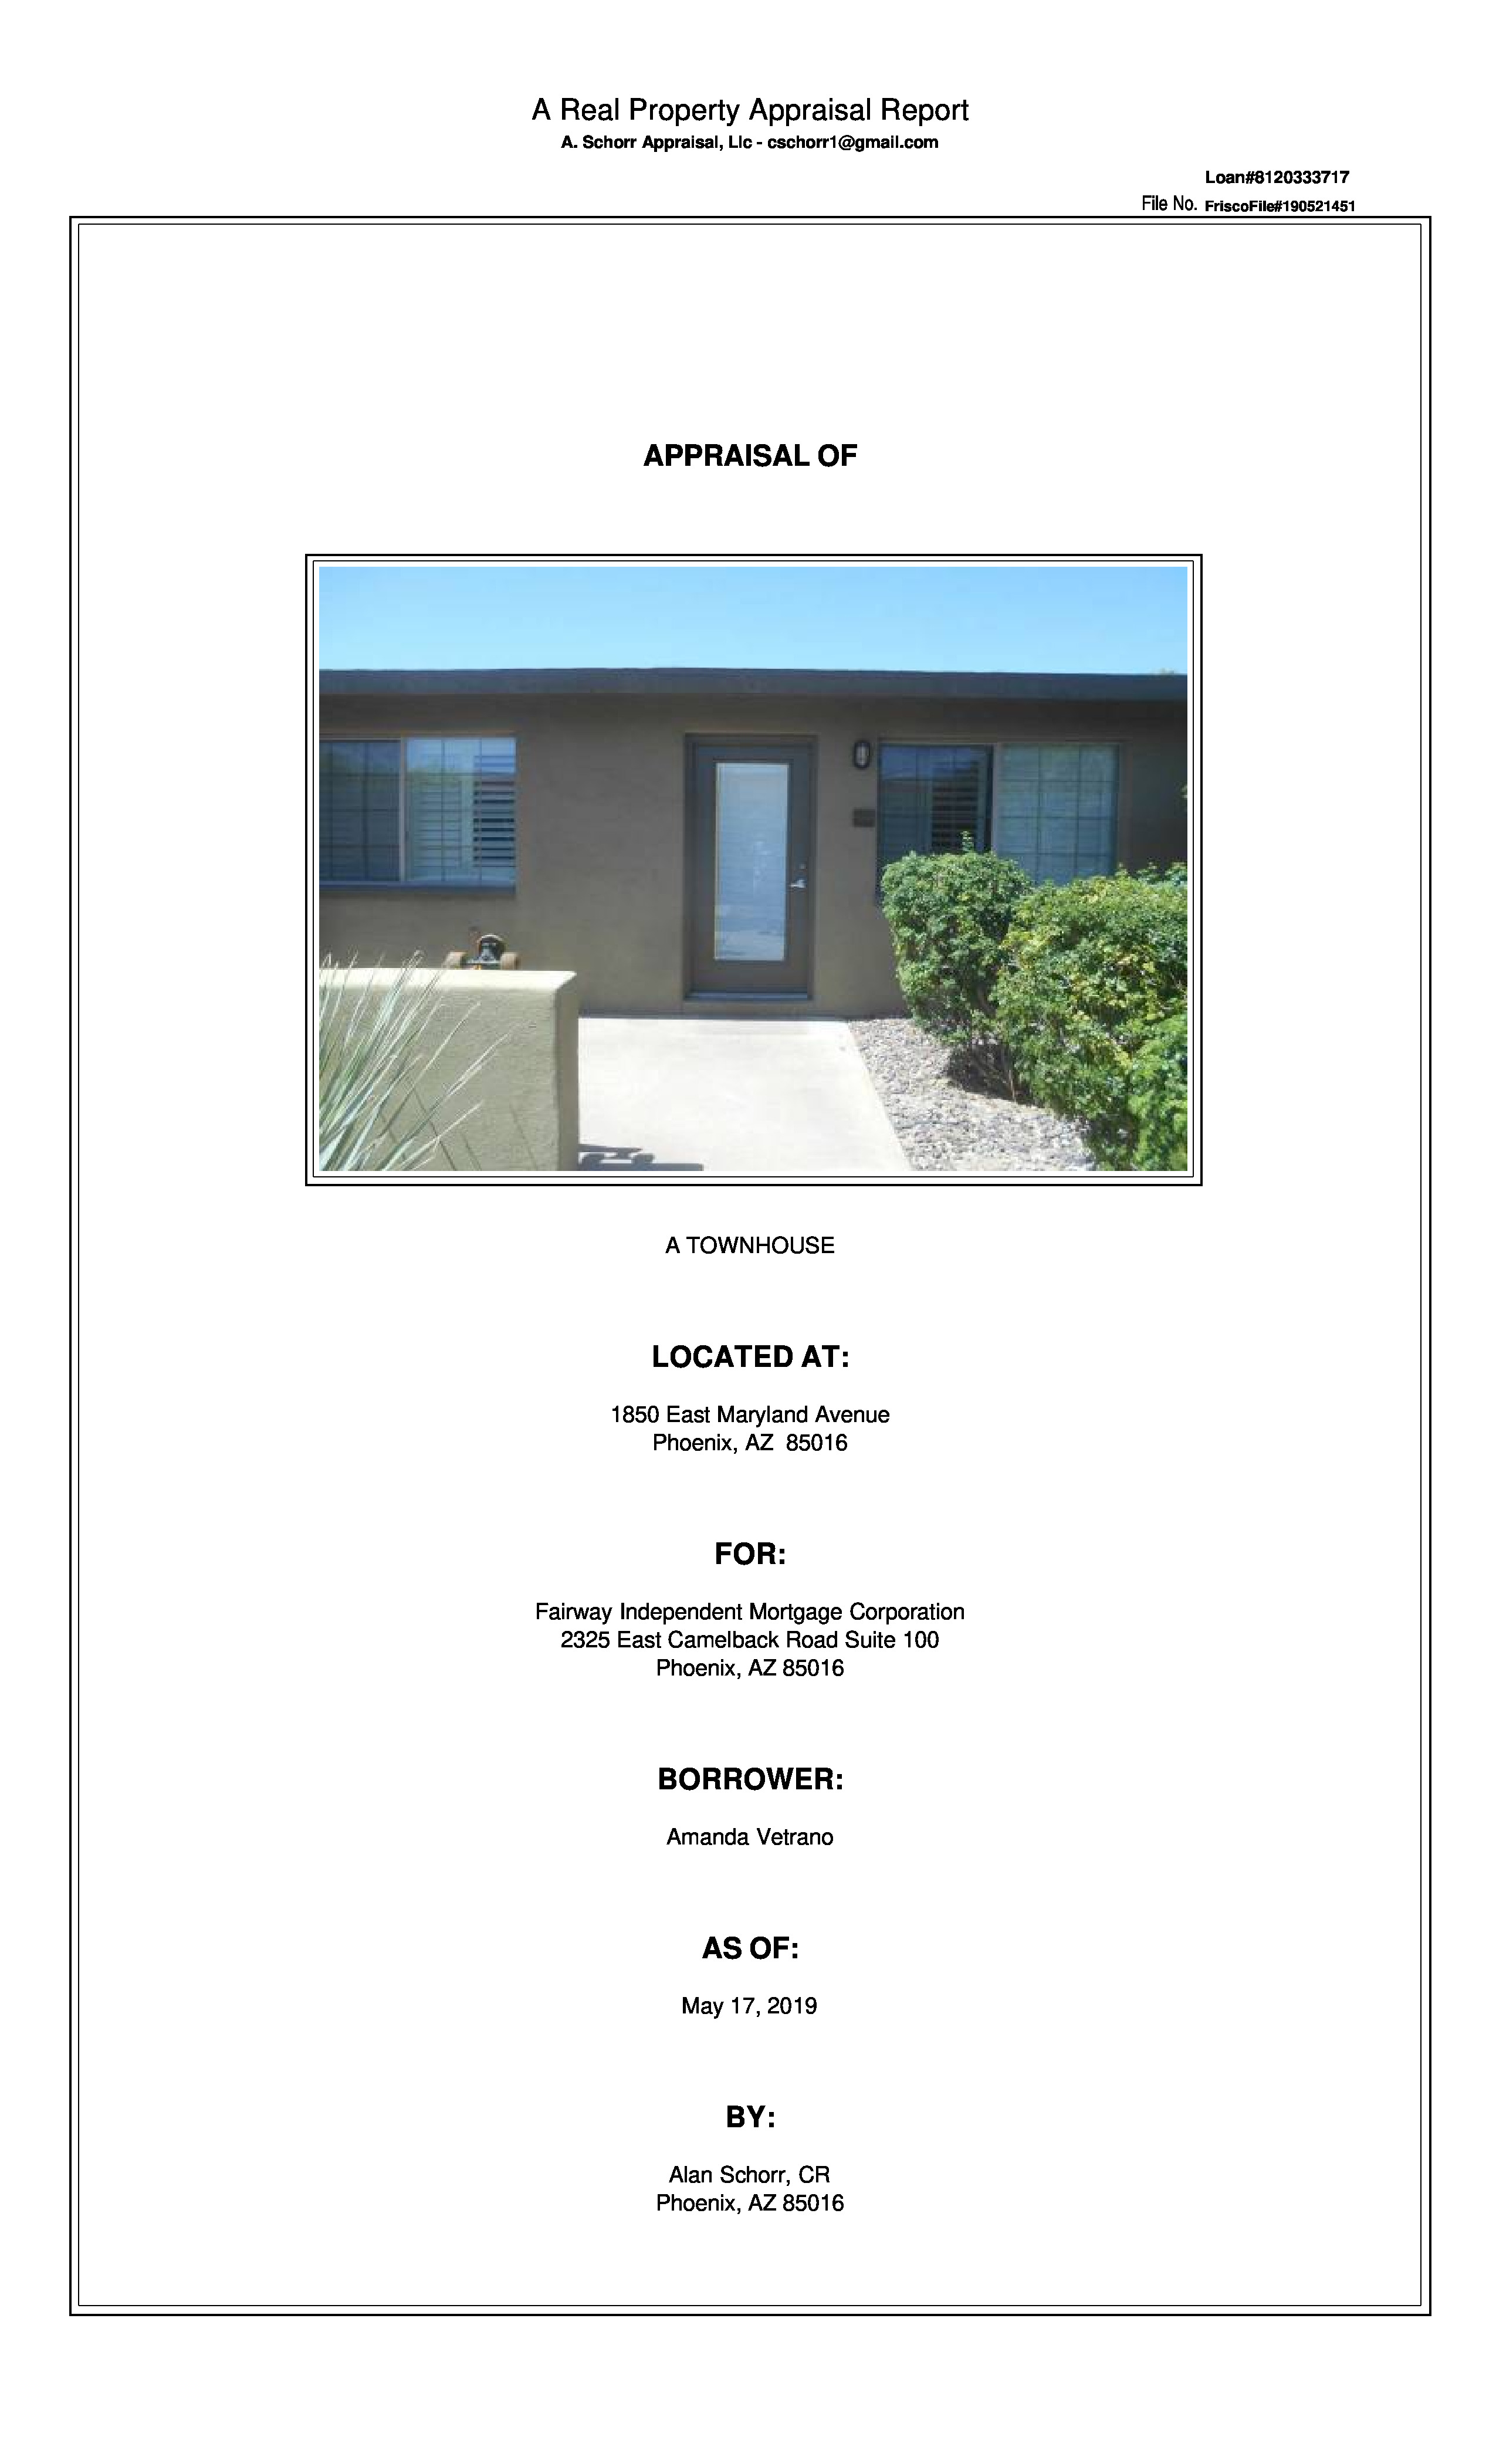 A Real Property Appraisal Report
A. Schorr Appraisal, Llc - cschorr1@gmail.com
Loan#8120333717
File No. FriscoFile#190521451
APPRAISAL OF
A TOWNHOUSE
LOCATED AT:
1850 East Maryland Avenue
Phoenix, AZ  85016
FOR:
Fairway Independent Mortgage Corporation
2325 East Camelback Road Suite 100
Phoenix, AZ 85016
BORROWER:
Amanda Vetrano
AS OF:
May 17, 2019
BY:
Alan Schorr, CR
Phoenix, AZ 85016